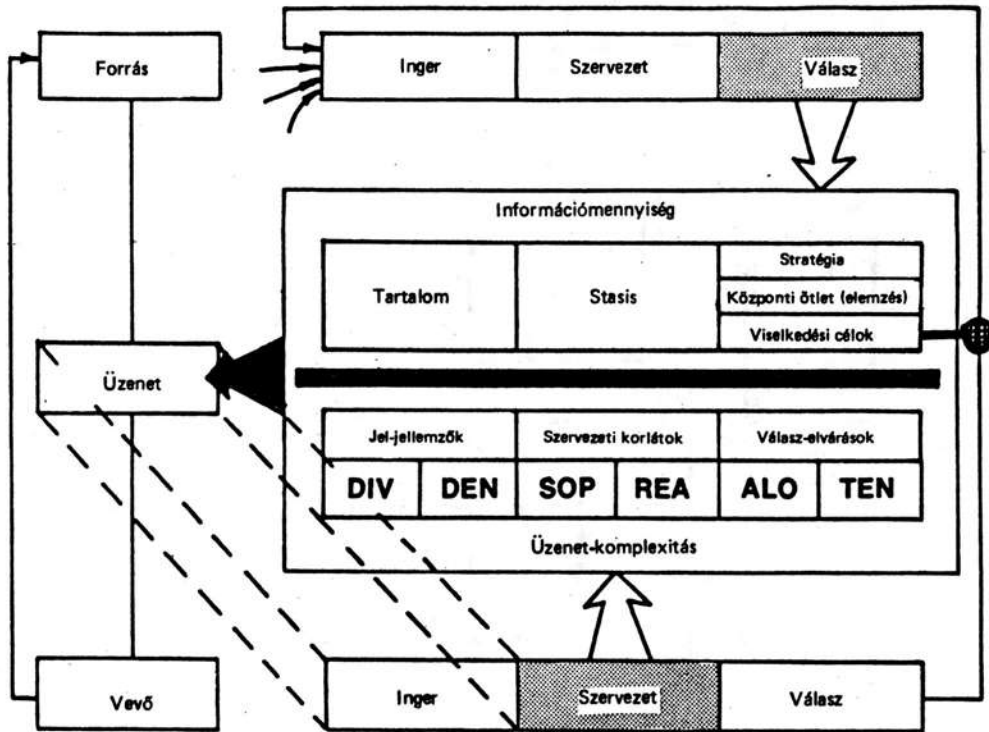 Forrás
Inger Szervezet Válasz
Információmennyiség
Tartalom Stasis Stratégia
Központi ötlet (elemzés)
Viselkedési célok
Üzenet
Jel-jellemzők Szervezeti korlátok Válasz-elvárások
DIV DEN SOP REA ALO TEN
Üzenet-komplexitás
Vevő
Inger Szervezet Válasz